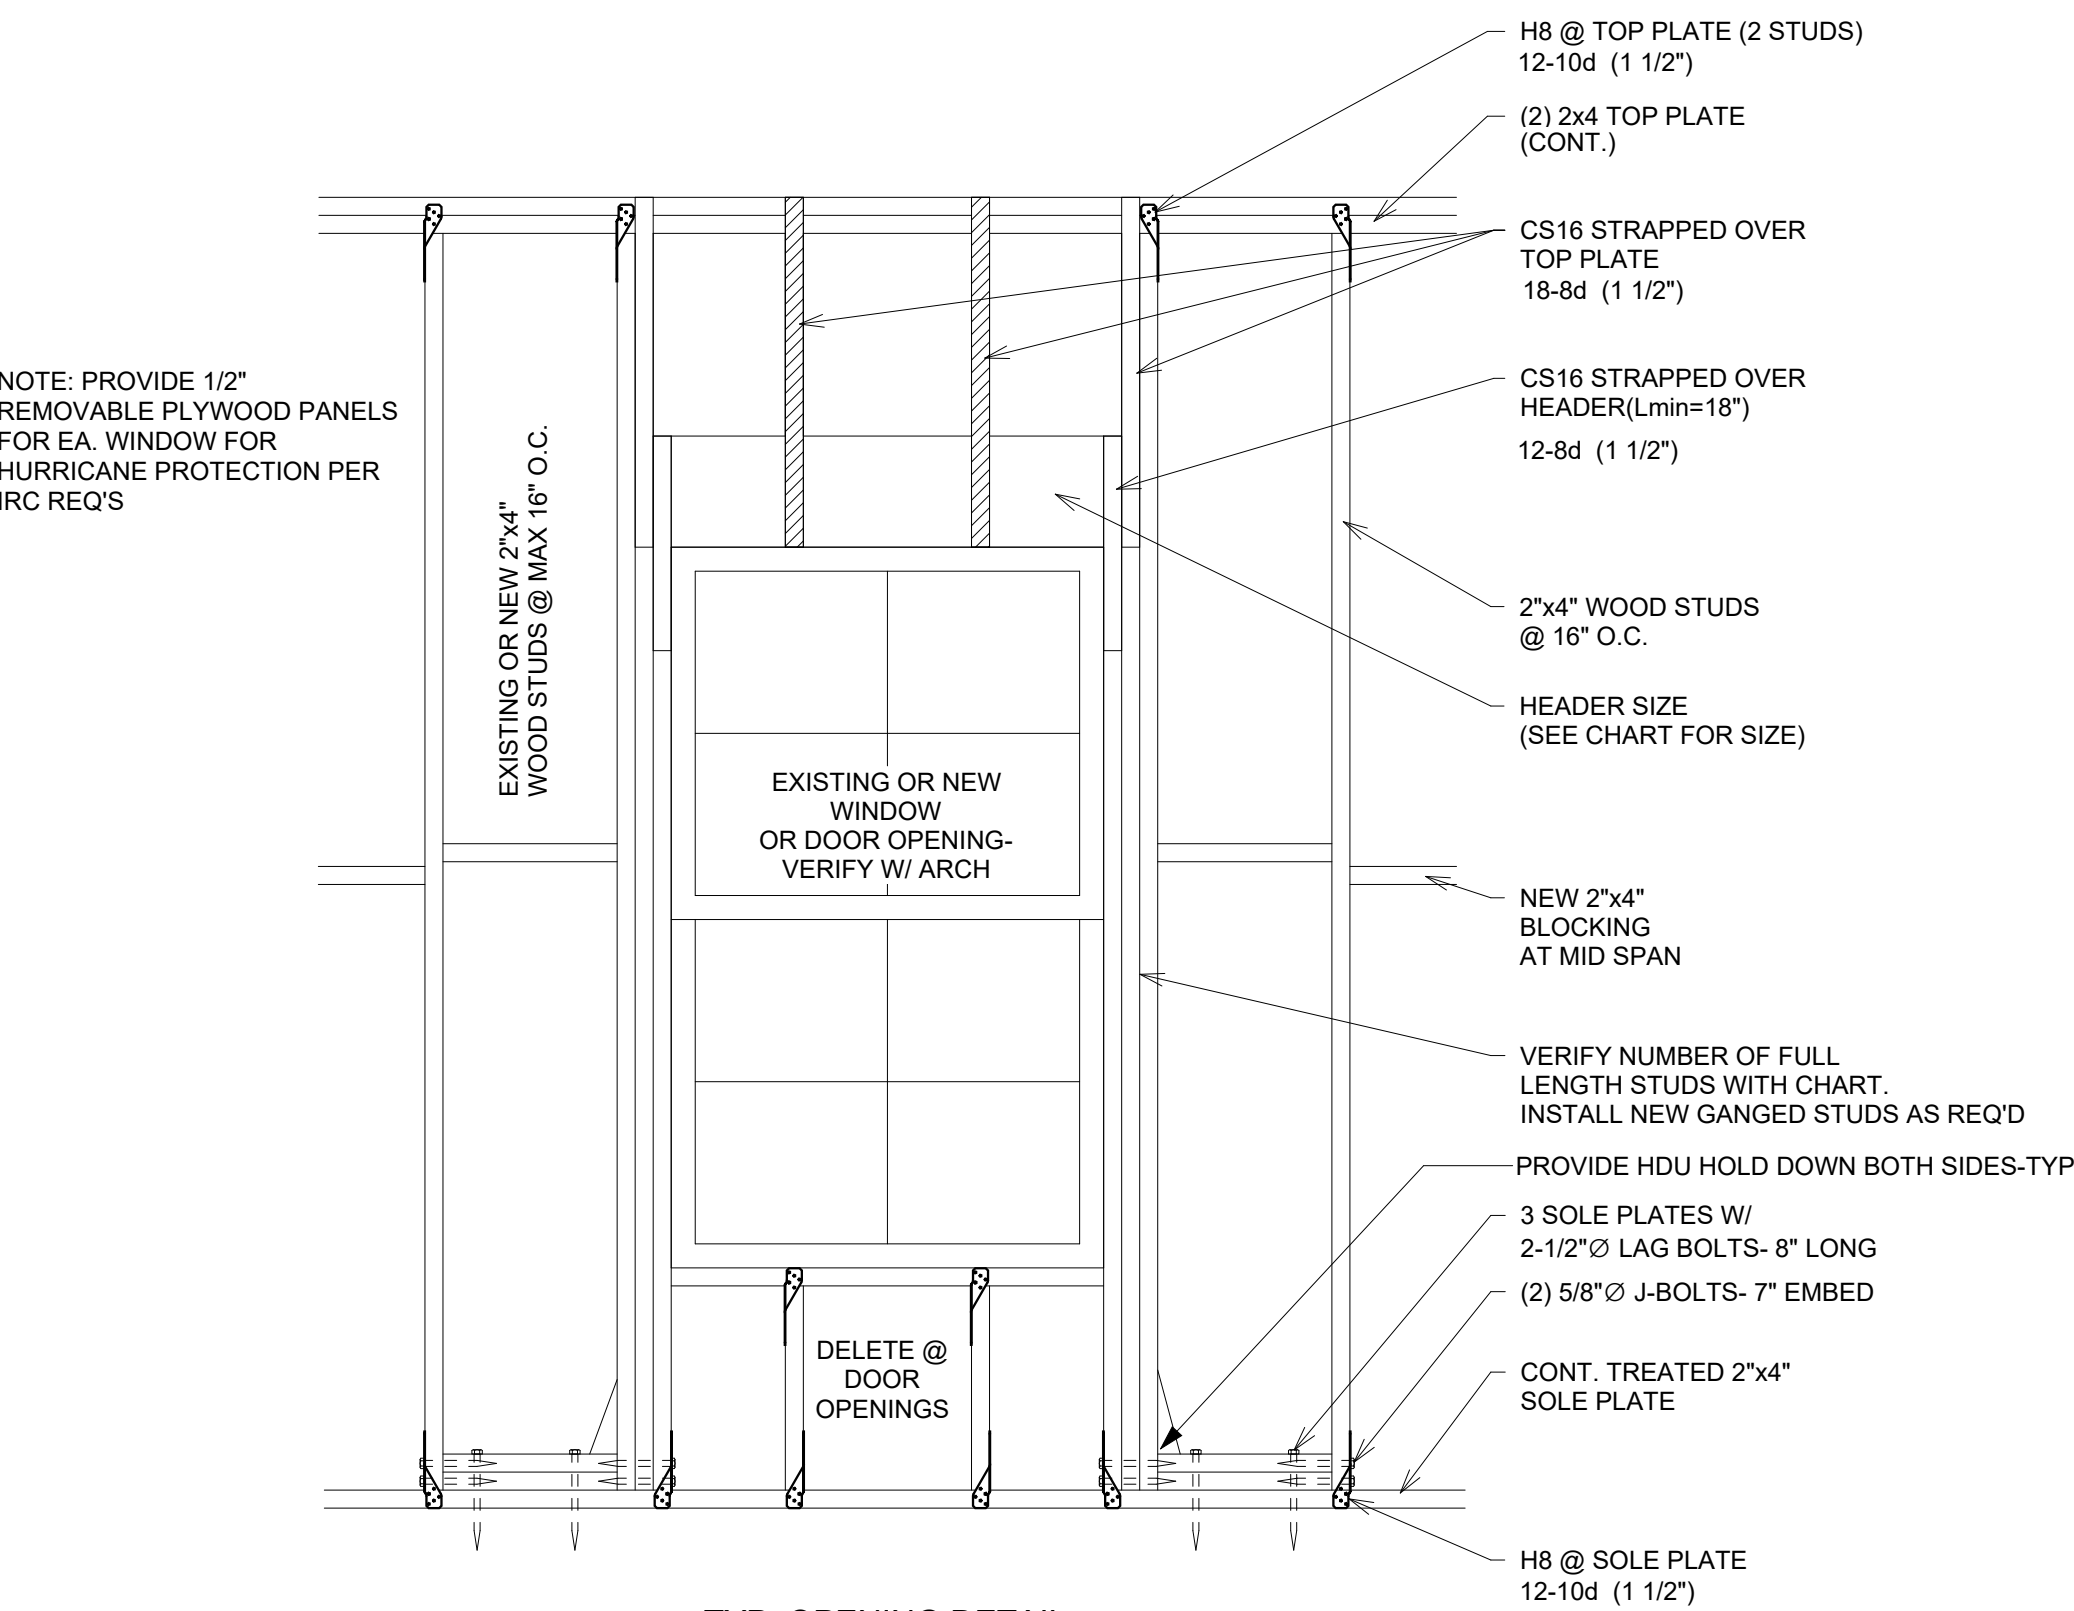 H8 @ TOP PLATE (2 STUDS)
12-10d (1 1/2")
(2) 2x4 TOP PLATE
(CONT.)
CS16 STRAPPED OVER
TOP PLATE
18-8d (1 1/2")
CS16 STRAPPED OVER
HEADER(Lmin=18")
12-8d (1 1/2")
NOTE: PROVIDE 1/2"
REMOVABLE PLYWOOD PANELS
FOR EA. WINDOW FOR
HURRICANE PROTECTION PER
IRC REQ'S
EXISTING OR NEW 2"x4"
WOOD STUDS @ MAX 16" O.C.
2"x4" WOOD STUDS
@ 16" O.C.
HEADER SIZE
(SEE CHART FOR SIZE)
EXISTING OR NEW
WINDOW
OR DOOR OPENING-
VERIFY W/ ARCH
NEW 2"x4"
BLOCKING
AT MID SPAN
VERIFY NUMBER OF FULL
LENGTH STUDS WITH CHART.
INSTALL NEW GANGED STUDS AS REQ'D
PROVIDE HDU HOLD DOWN BOTH SIDES-TYP
3 SOLE PLATES W/
2-1/2"∅ LAG BOLTS- 8" LONG
(2) 5/8"∅ J-BOLTS- 7" EMBED
DELETE @
DOOR
OPENINGS
CONT. TREATED 2"x4"
SOLE PLATE
H8 @ SOLE PLATE
12-10d (1 1/2")
TYP. OPENING DETAIL